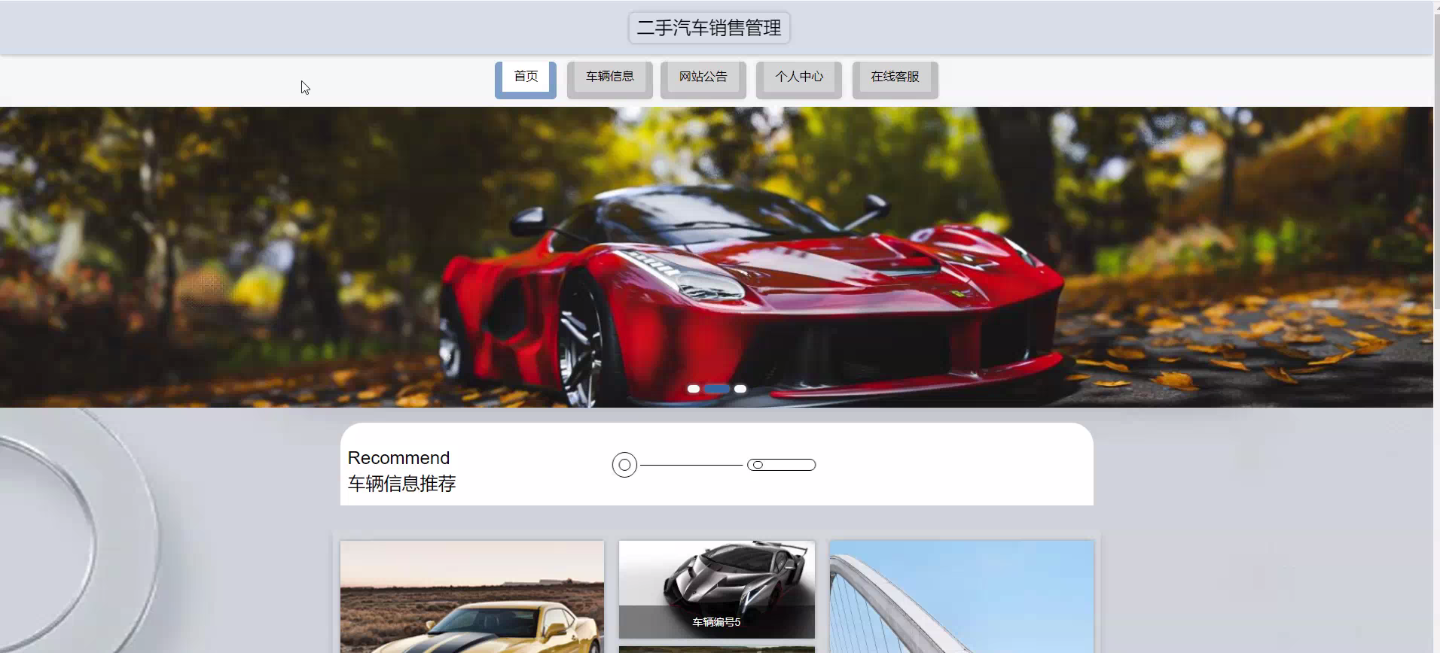 二手汽车销售管理
首页
车辆信息
网站公告
个人中心
在线客服
Recommend
车辆信息推荐
车辆编号5